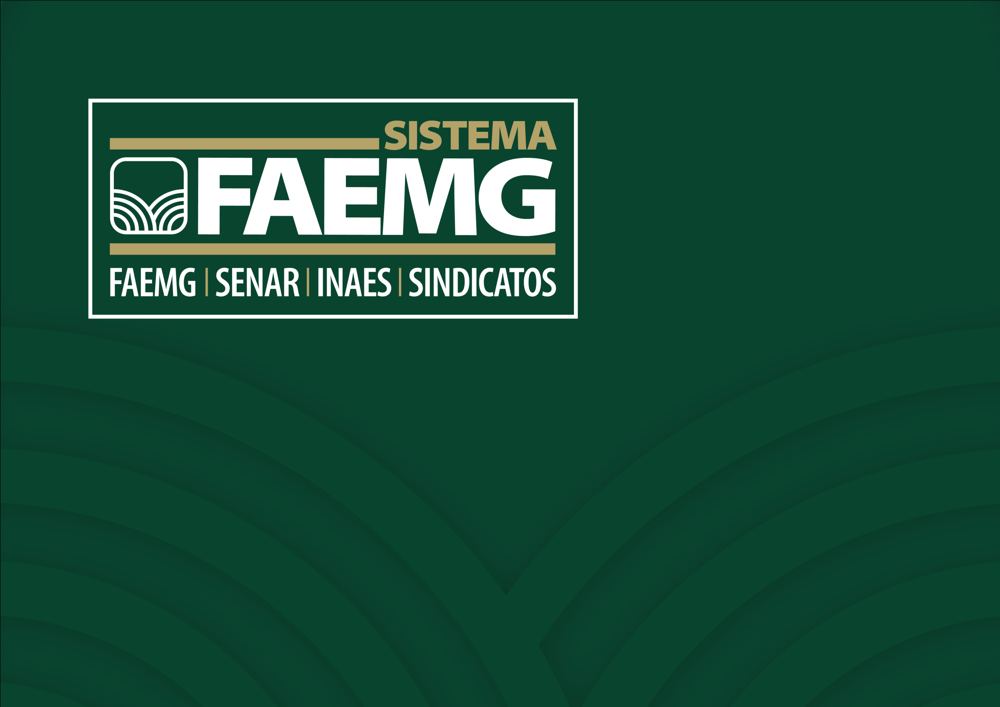 SISTEMA
FAEMG
FAEMG | SENAR | INAES | SINDICATOS